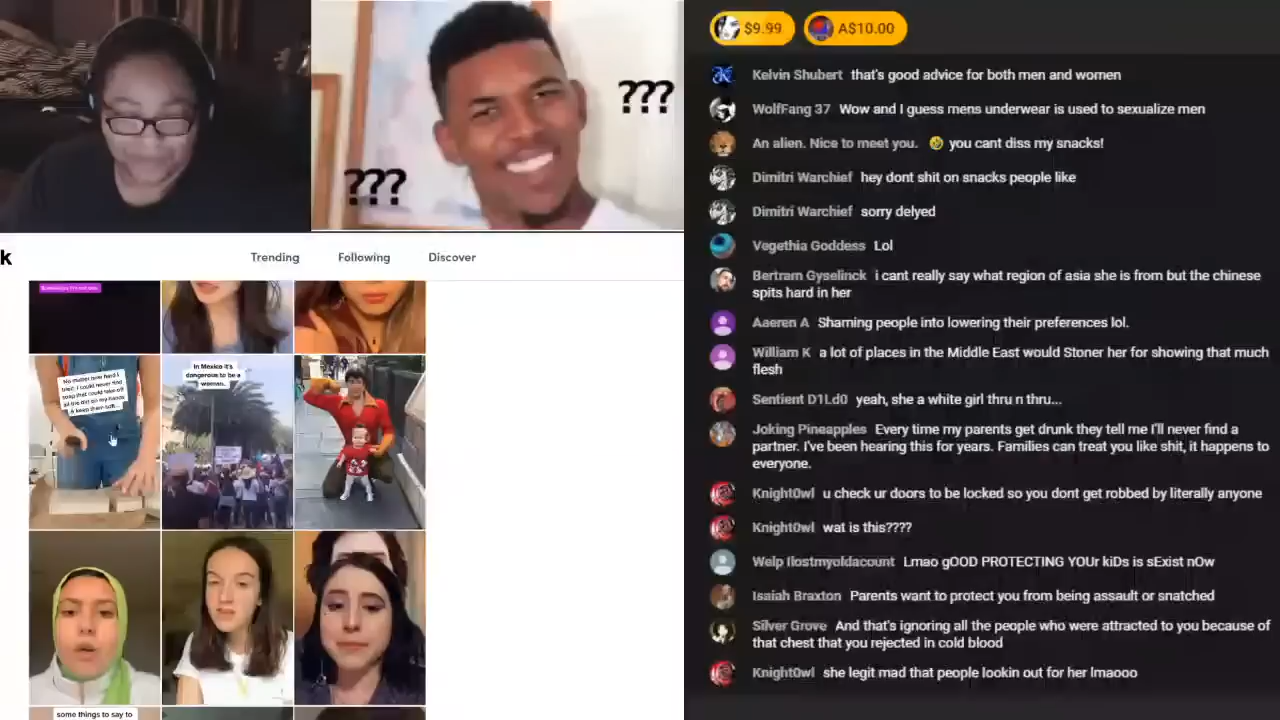 ???
???
k
Trending Following Discover
In Mexico it's
dangerous to be a
woman.
some things to say to
$9.99 A$10.00
Kelvin Shubert that's good advice for both men and women
WolfFang 37 Wow and I guess mens underwear is used to sexualize men
An alien. Nice to meet you. 🤣 you cant diss my snacks!
Dimitri Warchief hey dont shit on snacks people like
Dimitri Warchief sorry delyed
Vegethia Goddess Lol
Bertram Gyselinck i cant really say what region of asia she is from but the chinese
spits hard in her
Aaeren A Shaming people into lowering their preferences lol.
William K a lot of places in the Middle East would Stoner her for showing that much
flesh
Sentient D1Ld0 yeah, she a white girl thru n thru...
Joking Pineapples Every time my parents get drunk they tell me I'll never find a
partner. I've been hearing this for years. Families can treat you like shit, it happens to
everyone.
Knight0wl u check ur doors to be locked so you dont get robbed by literally anyone
Knight0wl wat is this????
Welp Ilostmyoldacount Lmao gOOD PROTECTING YOUr kiDs is sExist nOw
Isaiah Braxton Parents want to protect you from being assault or snatched
Silver Grove And that's ignoring all the people who were attracted to you because of
that chest that you rejected in cold blood
Knight0wl she legit mad that people lookin out for her lmaooo